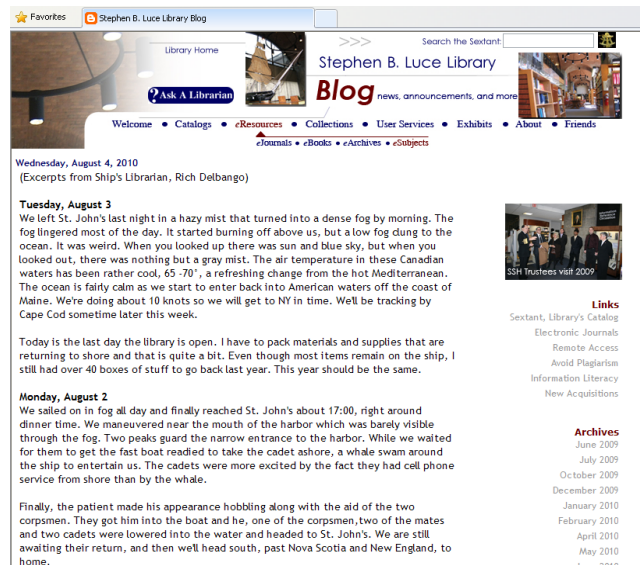 Favorites
Stephen B. Luce Library Blog
Library Home
>>>
Search the Sextant:
Stephen B. Luce Library
? Ask A Librarian
Blog news, announcements, and more
Welcome • Catalogs • eResources • Collections • User Services • Exhibits • About • Friends
eJournals • eBooks • eArchives • eSubjects
Wednesday, August 4, 2010
(Excerpts from Ship's Librarian, Rich Delbango)
Tuesday, August 3
We left St. John's last night in a hazy mist that turned into a dense fog by morning. The
fog lingered most of the day. It started burning off above us, but a low fog clung to the
ocean. It was weird. When you looked up there was sun and blue sky, but when you
looked out, there was nothing but a gray mist. The air temperature in these Canadian
waters has been rather cool, 65 -70', a refreshing change from the hot Mediterranean.
The ocean is fairly calm as we start to enter back into American waters off the coast of
Maine. We're doing about 10 knots so we will get to NY in time. We'll be tracking by
Cape Cod sometime later this week.
Today is the last day the library is open. I have to pack materials and supplies that are
returning to shore and that is quite a bit. Even though most items remain on the ship, I
still had over 40 boxes of stuff to go back last year. This year should be the same.
Monday, August 2
We sailed on in fog all day and finally reached St. John's about 17:00, right around
dinner time. We maneuvered near the mouth of the harbor which was barely visible
through the fog. Two peaks guard the narrow entrance to the harbor. While we waited
for them to get the fast boat readied to take the cadet ashore, a whale swam around
the ship to entertain us. The cadets were more excited by the fact they had cell phone
service from shore than by the whale.
Finally, the patient made his appearance hobbling along with the aid of the two
corpsmen. They got him into the boat and he, one of the corpsmen,two of the mates
and two cadets were lowered into the water and headed to St. John's. We are still
awaiting their return, and then we'll head south, past Nova Scotia and New England, to
home.
SSH Trustees visit 2009
Links
Sextant, Library's Catalog
Electronic Journals
Remote Access
Avoid Plagiarism
Information Literacy
New Acquisitions
Archives
June 2009
July 2009
October 2009
December 2009
January 2010
February 2010
April 2010
May 2010